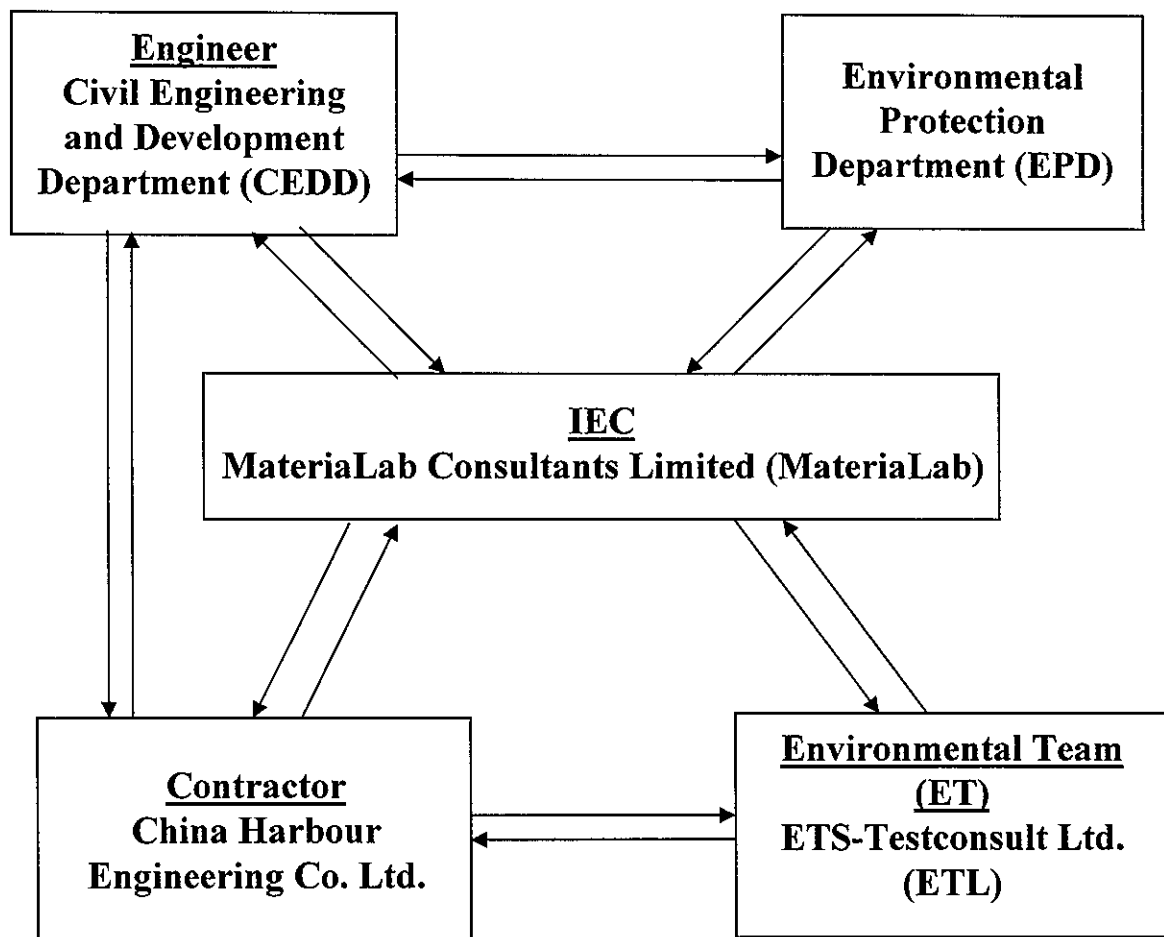 Engineer
Civil Engineering
and Development
Department (CEDD)
Environmental
Protection
Department (EPD)
IEC
MateriaLab Consultants Limited (MateriaLab)
Contractor
China Harbour
Engineering Co. Ltd.
Environmental Team
(ET)
ETS-Testconsult Ltd.
(ETL)